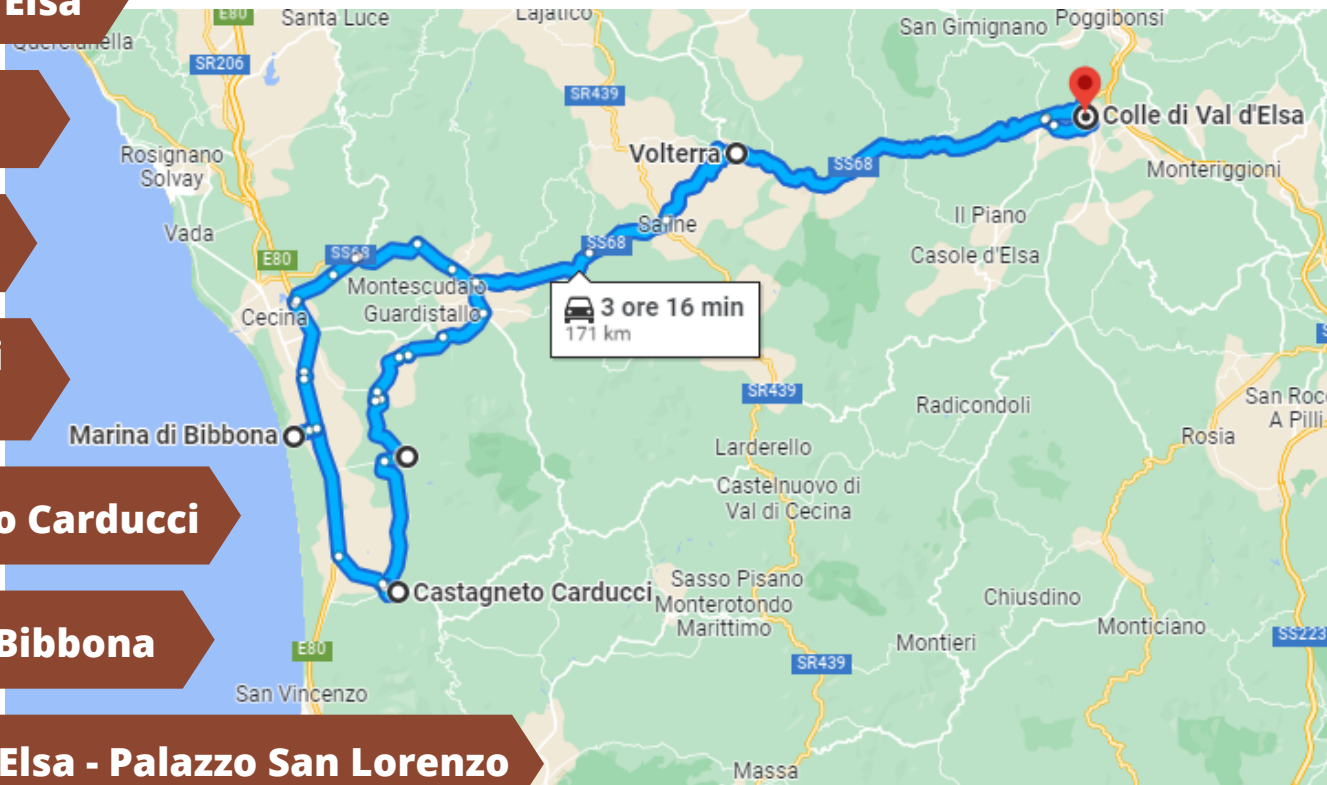 Elsa
i
o Carducci
Bibbona
Elsa - Palazzo San Lorenzo
E80
Santa Luce
Lajatico
San Gimignano
Poggibonsi
Quercianella
SR206
SR439
Colle di Val d'Elsa
Rosignano
Solvay
Volterra
SS68
Monteriggioni
Vada
Saline
Il Piano
E80
SS68
SS68
Casole d'Elsa
Montescudaio
Cecina
Guardistallo
3 ore 16 min
171 km
SR439
Radicondoli
San Roc
A Pilli
Marina di Bibbona
Larderello
Rosia
Castelnuovo di
Val di Cecina
Castagneto Carducci
Sasso Pisano
Monterotondo
Marittimo
Chiusdino
Monticiano
Montieri
SS223
E80
SR439
San Vincenzo
Massa